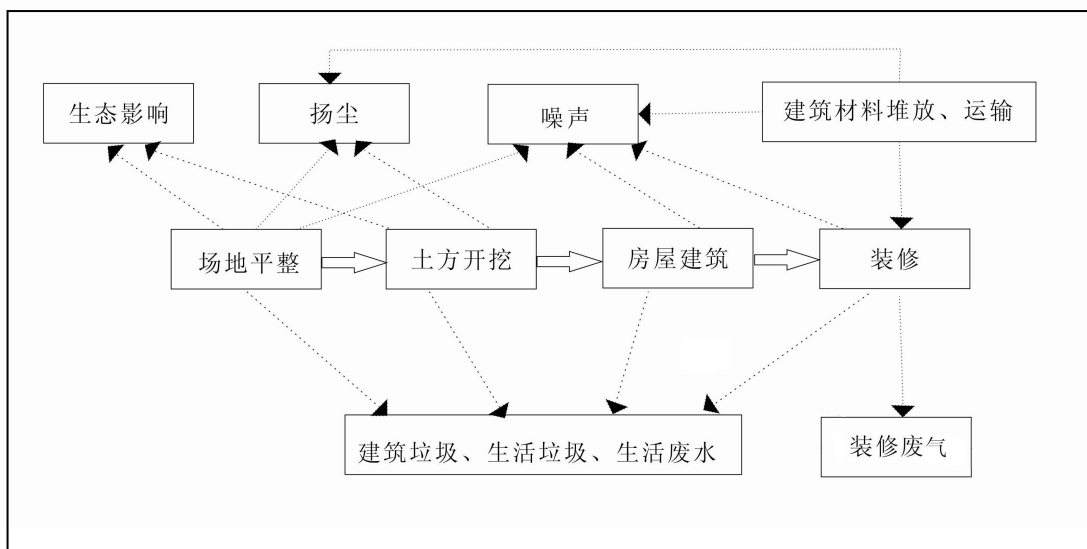 生态影响
扬尘
噪声
建筑材料堆放、运输
场地平整
土方开挖
房屋建筑
装修
建筑垃圾、生活垃圾、生活废水
装修废气